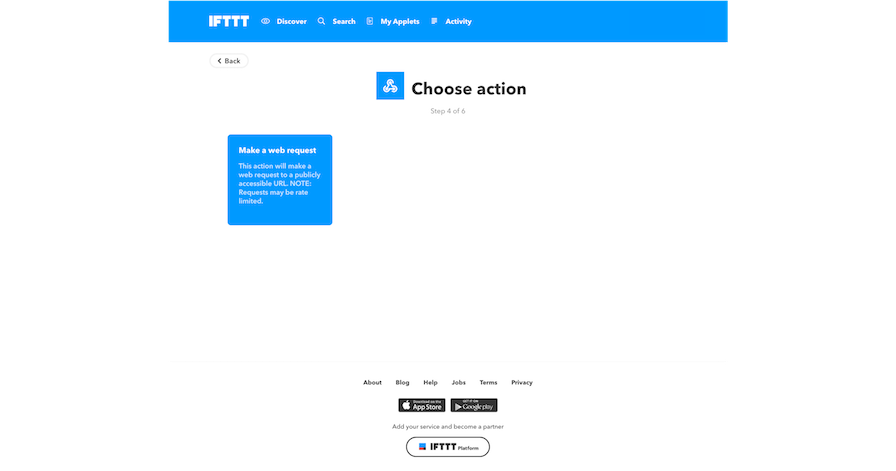 IFTTT Discover Search My Applets Activity
Back
Choose action
Step 4 of 6
Make a web request
This action will make a
web request to a publicly
accessible URL. NOTE:
Requests may be rate
limited.
About Blog Help Jobs Terms Privacy
Download on the
App Store
GET IT ON
Google play
Add your service and become a partner
IFTTT Platform